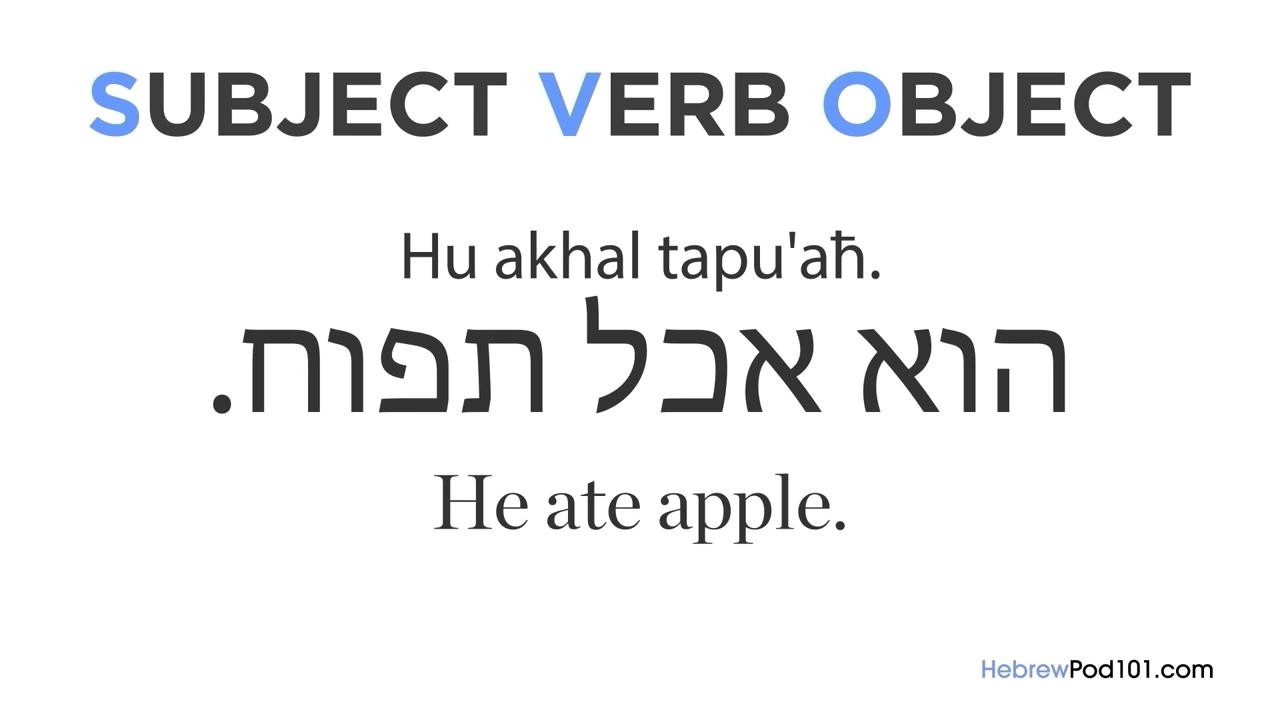 SUBJECT VERB OBJECT
Hu akhal tapu'aħ.
הוא אכל תפוח.
He ate apple.
HebrewPod101.com